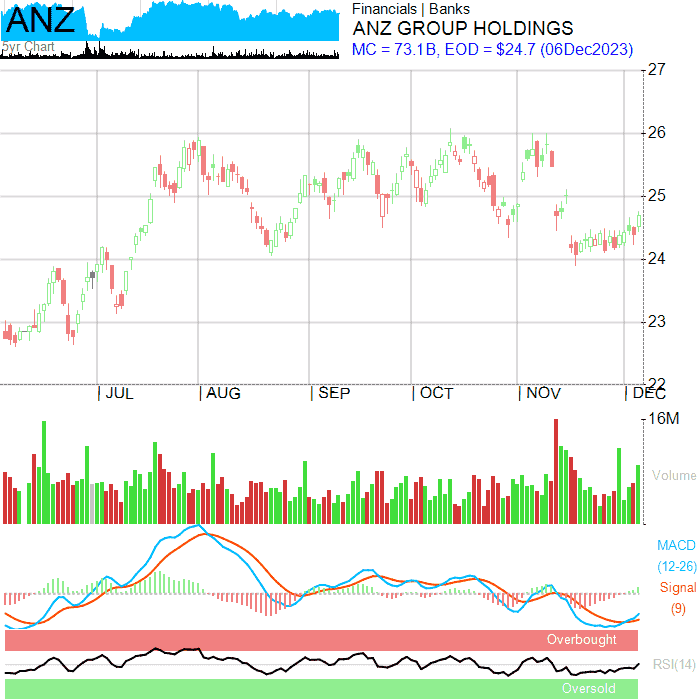 ANZ
5yr Chart
Financials | Banks
ANZ GROUP HOLDINGS
MC = 73.1B, EOD = $24.7 (06Dec2023)
27
26
25
24
23
22
| JUL | AUG | SEP | OCT | NOV | DEC
16M
Volume
MACD
(12-26)
Signal
(9)
Overbought
RSI(14)
Oversold